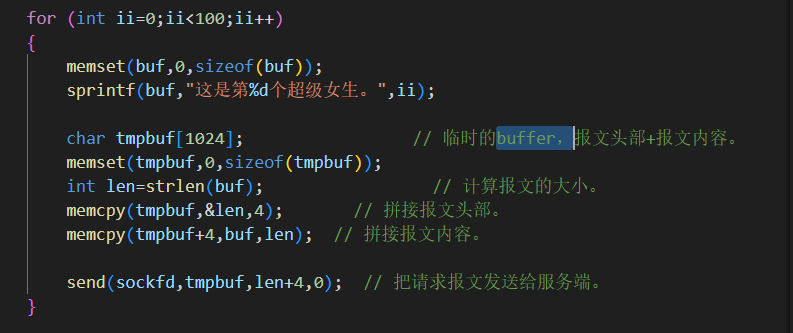 for (int ii=0;ii<100;ii++)
{
memset(buf,0,sizeof(buf));
sprintf(buf,"这是第%d个超级女生。",ii);
char tmpbuf[1024]; // 临时的buffer，报文头部+报文内容。
memset(tmpbuf,0,sizeof(tmpbuf));
int len=strlen(buf); // 计算报文的大小。
memcpy(tmpbuf,&len,4); // 拼接报文头部。
memcpy(tmpbuf+4,buf,len); // 拼接报文内容。
send(sockfd,tmpbuf,len+4,0); // 把请求报文发送给服务端。
}